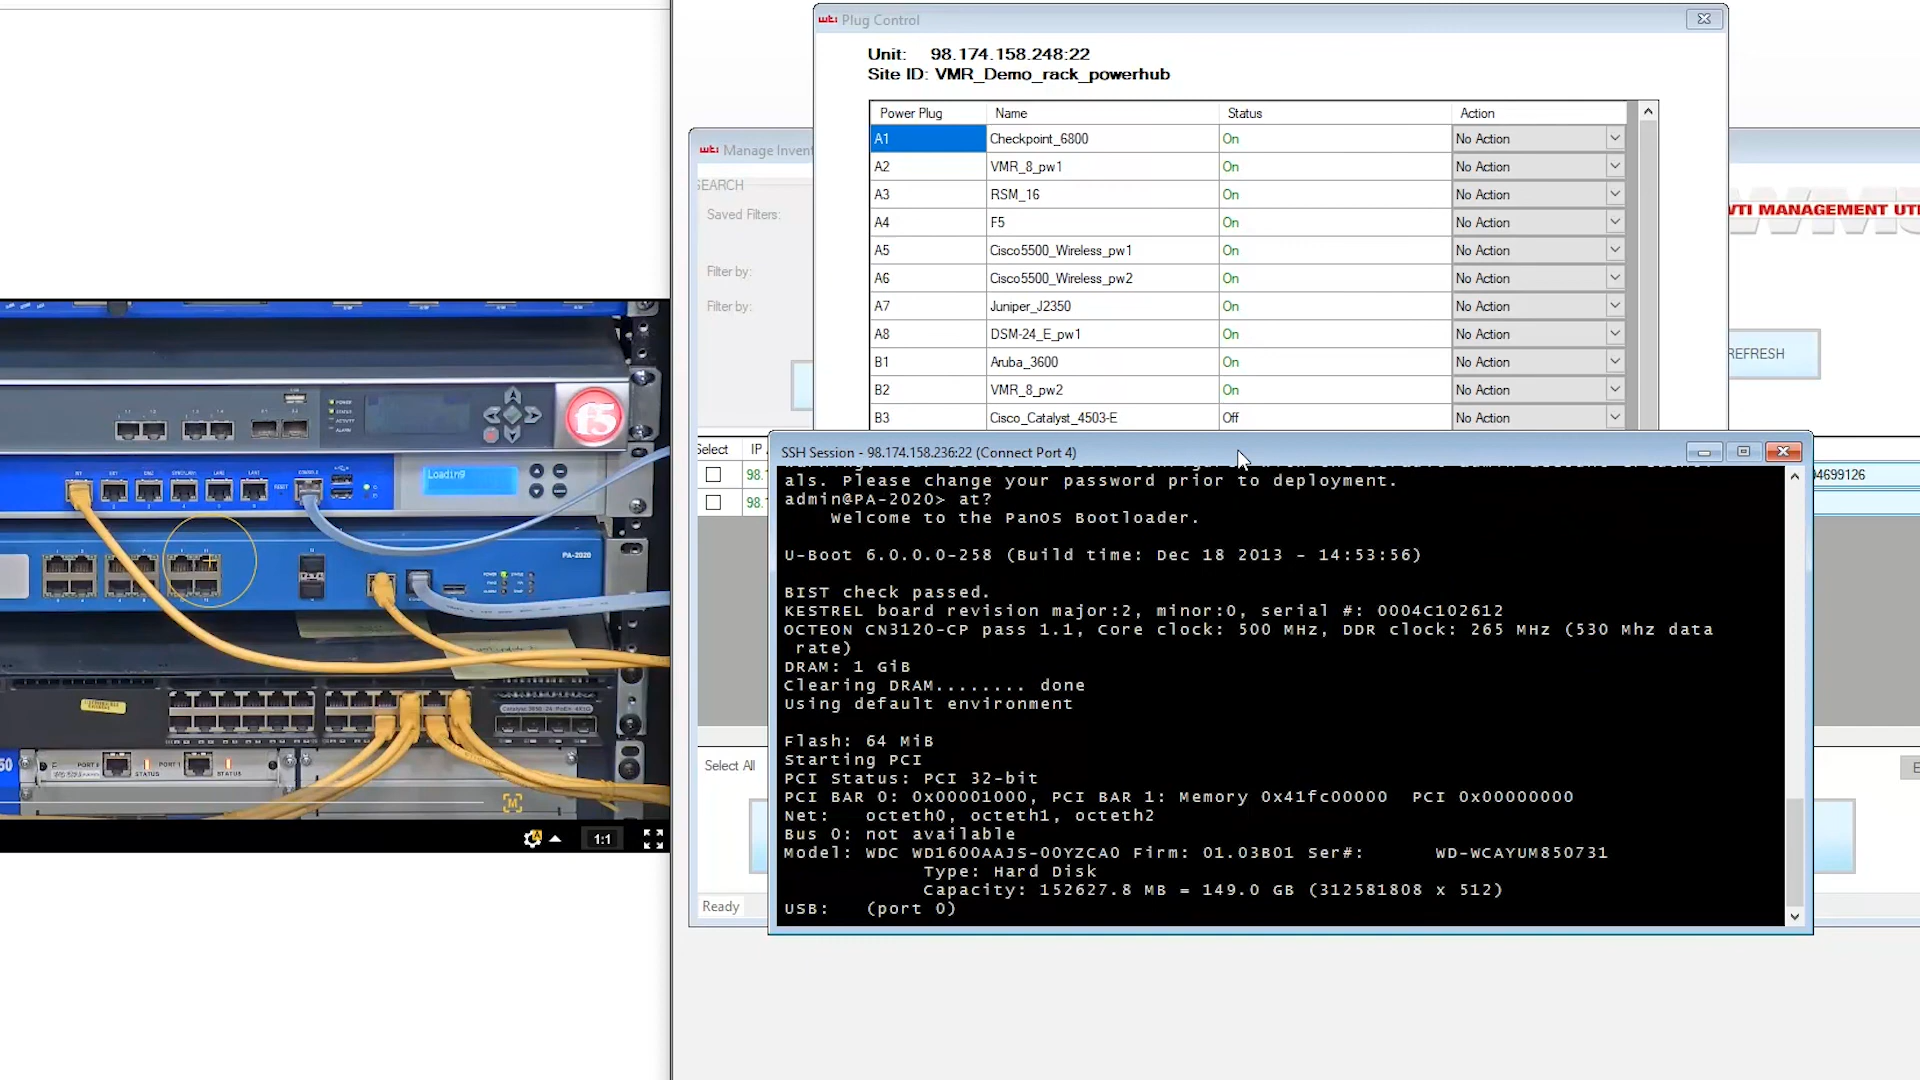 wti Plug Control
Unit: 98.174.158.248:22
Site ID: VMR_Demo_rack_powerhub
Power Plug Name Status Action
A1 Checkpoint_6800 On No Action
A2 VMR_8_pw1 On No Action
A3 RSM_16 On No Action
A4 F5 On No Action
A5 Cisco5500_Wireless_pw1 On No Action
A6 Cisco5500_Wireless_pw2 On No Action
A7 Juniper_J2350 On No Action
A8 DSM-24_E_pw1 On No Action
B1 Aruba_3600 On No Action
B2 VMR_8_pw2 On No Action
B3 Cisco_Catalyst_4503-E Off No Action
wti Manage Invent
SEARCH
Saved Filters:
Filter by:
Filter by:
WTI MANAGEMENT UTI
REFRESH
Select IP
98.
98.
04699126
Select All
Ready
SSH Session - 98.174.158.236:22 (Connect Port 4)
als. Please change your password prior to deployment.
admin@PA-2020> at?
Welcome to the PanOS Bootloader.
U-Boot 6.0.0.0-258 (Build time: Dec 18 2013 - 14:53:56)
BIST check passed.
KESTREL board revision major:2, minor:0, serial #: 0004C102612
OCTEON CN3120-CP pass 1.1, Core clock: 500 MHz, DDR clock: 265 MHz (530 Mhz data
rate)
DRAM: 1 GiB
Clearing DRAM........ done
Using default environment
Flash: 64 MiB
Starting PCI
PCI Status: PCI 32-bit
PCI BAR 0: 0x00001000, PCI BAR 1: Memory 0x41fc00000 PCI 0x00000000
Net: octeth0, octeth1, octeth2
Bus 0: not available
Model: WDC WD1600AAJS-00YZCA0 Firm: 01.03B01 Ser#: WD-WCAYUM850731
Type: Hard Disk
Capacity: 152627.8 MB = 149.0 GB (312581808 x 512)
USB: (port 0)
f5
Loading
PA-2020
PORT 1
STATUS
STATUS
50
M
1:1